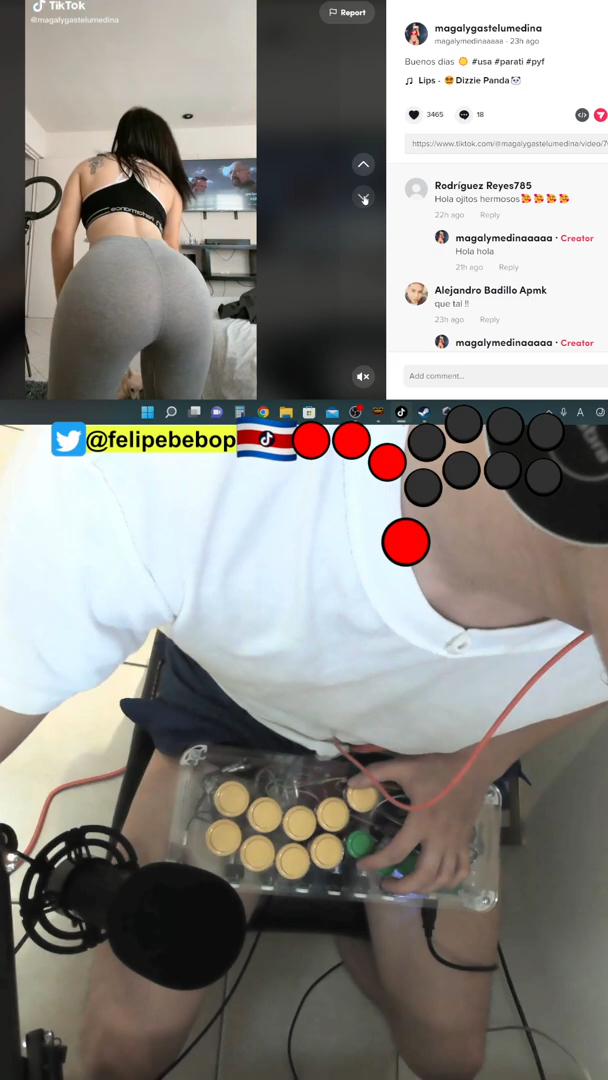 TikTok
@magalygastelumedina
Report
magalygastelumedina
magalymedinaaaaa · 23h ago
Buenos dias 🌞 #usa #parati #pyf
Lips - 🤩Dizzie Panda🐼
3465
18
https://www.tiktok.com/@magalygastelumedina/video/7
Rodríguez Reyes785
Hola ojitos hermosos🥰🥰🥰🥰
22h ago Reply
magalymedinaaaaa · Creator
Hola hola
21h ago Reply
Alejandro Badillo Apmk
que tal !!
23h ago Reply
magalymedinaaaaa · Creator
Add comment...
@felipebebop